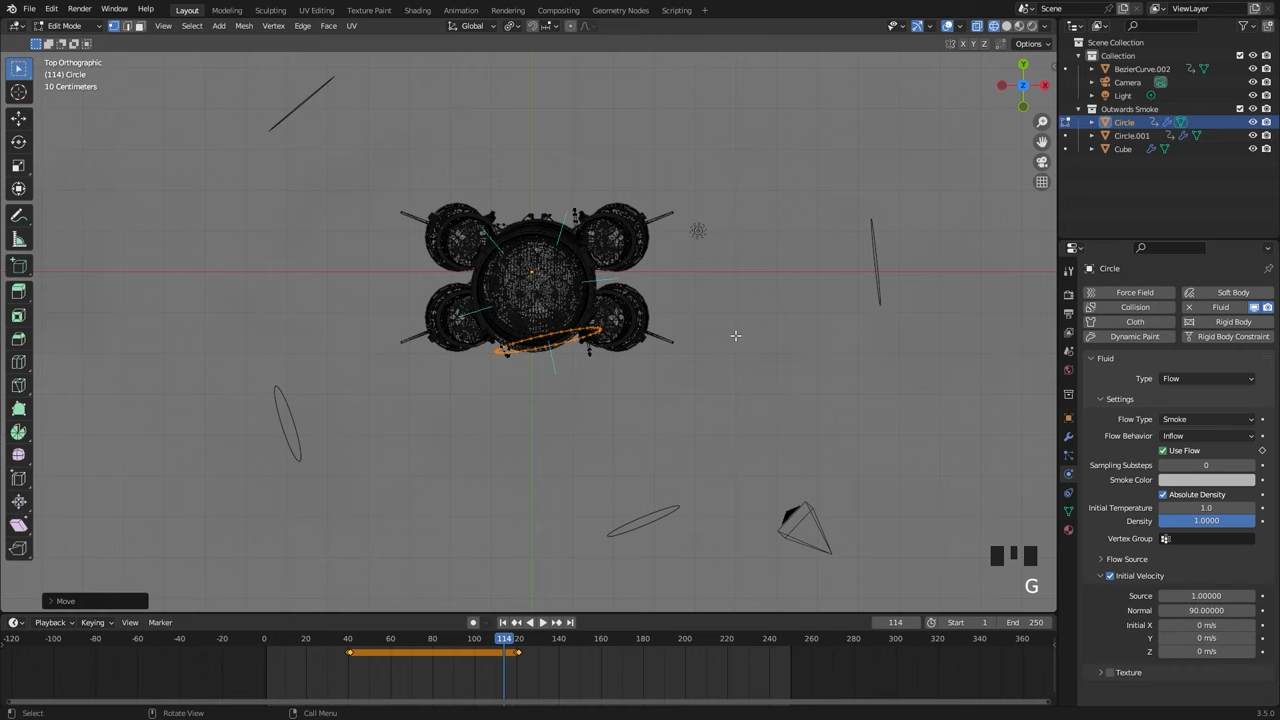 File Edit Render Window Help Layout Modeling Sculpting UV Editing Texture Paint Shading Animation Rendering Compositing Geometry Nodes Scripting Scene ViewLayer
Edit Mode View Select Add Mesh Vertex Edge Face UV Global
X Y Z Options
Top Orthographic
(114) Circle
10 Centimeters
Y
Z X
G
Move
Scene Collection
Collection
BezierCurve.002
Camera
Light
Outwards Smoke
Circle
Circle.001
Cube
Circle
Force Field Soft Body
Collision Fluid
Cloth Rigid Body
Dynamic Paint Rigid Body Constraint
Fluid
Type Flow
Settings
Flow Type Smoke
Flow Behavior Inflow
Use Flow
Sampling Substeps 0
Smoke Color
Absolute Density
Initial Temperature 1.0
Density 1.0000
Vertex Group
Flow Source
Initial Velocity
Source 1.00000
Normal 90.00000
Initial X 0 m/s
Y 0 m/s
Z 0 m/s
Texture
Playback Keying View Marker 114 Start 1 End 250
-120 -100 -80 -60 -40 -20 0 20 40 60 80 100 114 120 140 160 180 200 220 240 260 280 300 320 340 360
Select Rotate View Call Menu 3.5.0